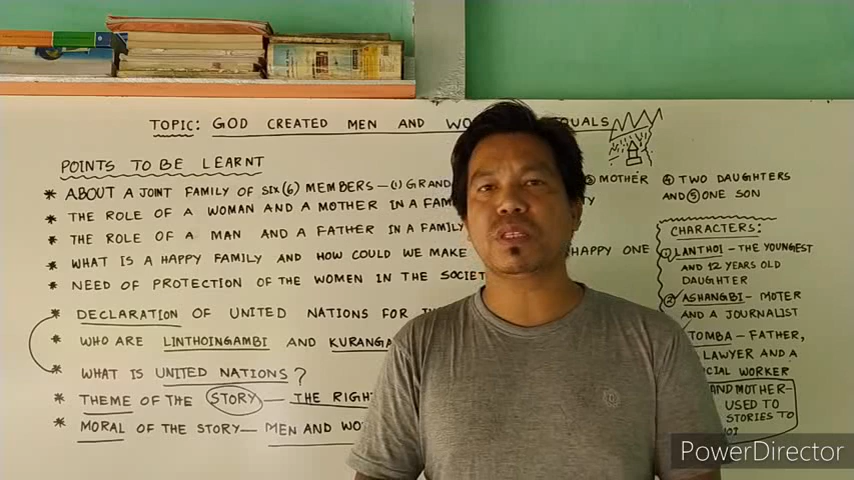 TOPIC: GOD CREATED MEN AND WO QUALS
POINTS TO BE LEARNT
* ABOUT A JOINT FAMILY OF SIX (6) MEMBERS — (1) GRAND ③ MOTHER ④ TWO DAUGHTERS
AND ⑤ ONE SON
* THE ROLE OF A WOMAN AND A MOTHER IN A FAM TY
* THE ROLE OF A MAN AND A FATHER IN A FAMILY
* WHAT IS A HAPPY FAMILY AND HOW COULD WE MAKE HAPPY ONE
* NEED OF PROTECTION OF THE WOMEN IN THE SOCIET
* DECLARATION OF UNITED NATIONS FOR
* WHO ARE LINTHOINGAMBI AND KURANGA
* WHAT IS UNITED NATIONS?
* THEME OF THE STORY — THE RIGHT
* MORAL OF THE STORY — MEN AND WO
CHARACTERS:
① LANTHOI — THE YOUNGEST
AND 12 YEARS OLD
DAUGHTER
② ASHANGBI — MOTER
AND A JOURNALIST
TOMBA — FATHER,
LAWYER AND A
CIAL WORKER
ANDMOTHER —
USED TO
STORIES TO
PowerDirector